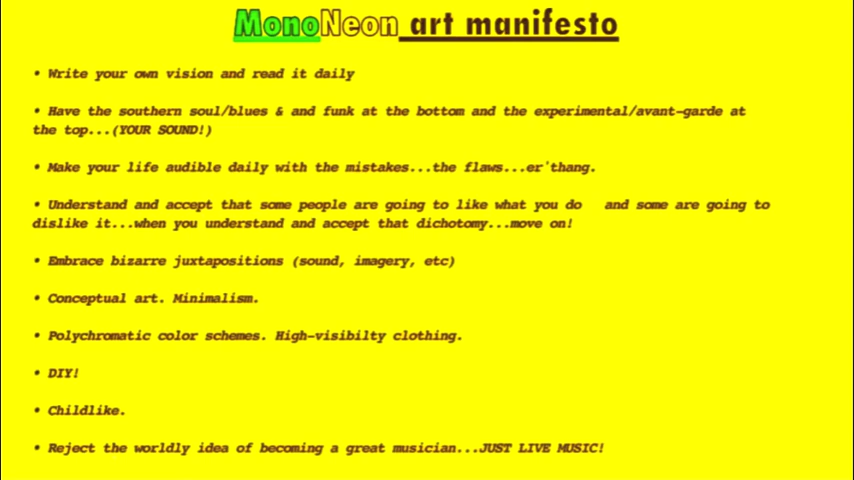 MonoNeon art manifesto
• Write your own vision and read it daily
• Have the southern soul/blues & and funk at the bottom and the experimental/avant-garde at
the top...(YOUR SOUND!)
• Make your life audible daily with the mistakes...the flaws...er'thang.
• Understand and accept that some people are going to like what you do   and some are going to
dislike it...when you understand and accept that dichotomy...move on!
• Embrace bizarre juxtapositions (sound, imagery, etc)
• Conceptual art. Minimalism.
• Polychromatic color schemes. High-visibilty clothing.
• DIY!
• Childlike.
• Reject the worldly idea of becoming a great musician...JUST LIVE MUSIC!